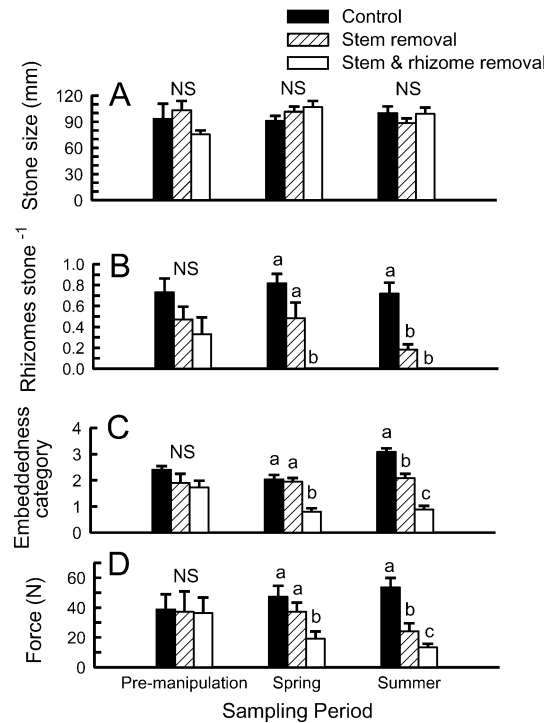 Control
Stem removal
Stem & rhizome removal
A
Stone size (mm)
120
90
60
30
0
NS
NS
NS
B
Rhizomes stone -1
1.0
0.8
0.6
0.4
0.2
0.0
NS
a
a
b
a
b
b
C
Embeddedness
category
4
3
2
1
0
NS
a
a
b
a
b
c
D
Force (N)
60
40
20
0
NS
a
a
b
a
b
c
Pre-manipulation
Spring
Summer
Sampling Period